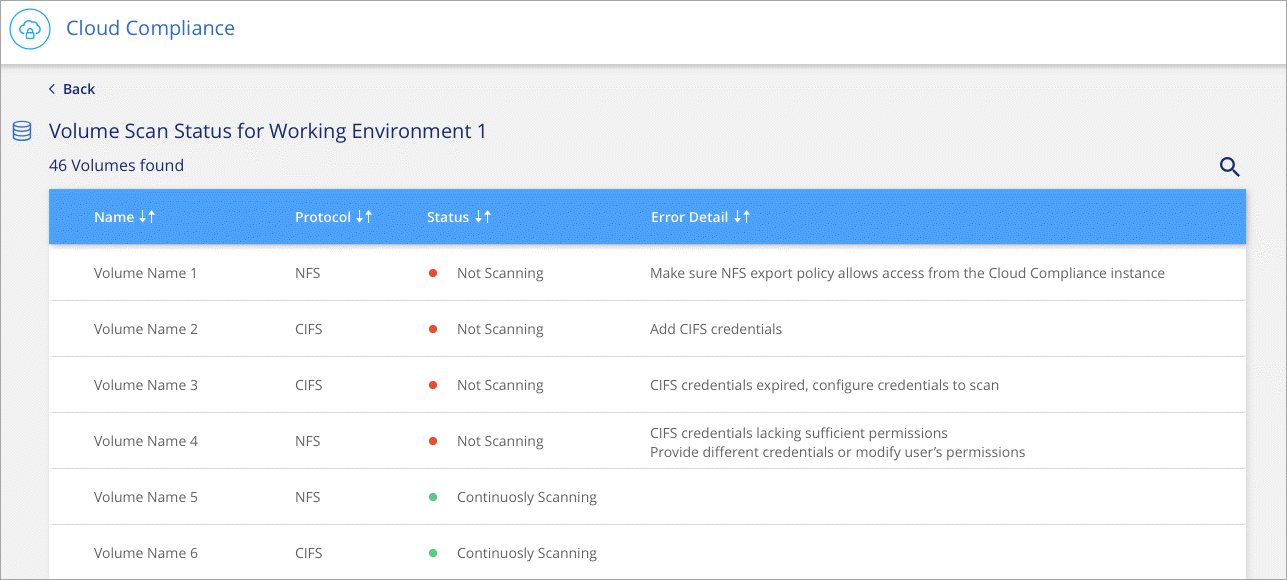 Cloud Compliance
Back
Volume Scan Status for Working Environment 1
46 Volumes found
Name Protocol Status Error Detail
Volume Name 1 NFS Not Scanning Make sure NFS export policy allows access from the Cloud Compliance instance
Volume Name 2 CIFS Not Scanning Add CIFS credentials
Volume Name 3 CIFS Not Scanning CIFS credentials expired, configure credentials to scan
Volume Name 4 NFS Not Scanning CIFS credentials lacking sufficient permissions
Provide different credentials or modify user’s permissions
Volume Name 5 NFS Continuosly Scanning
Volume Name 6 CIFS Continuosly Scanning